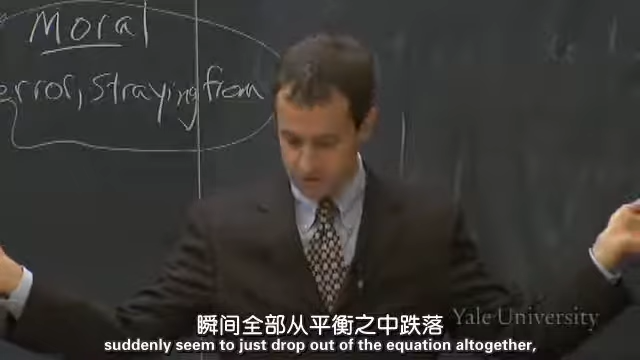 Moral
error, straying from
瞬间全部从平衡之中跌落
Yale University
suddenly seem to just drop out of the equation altogether,